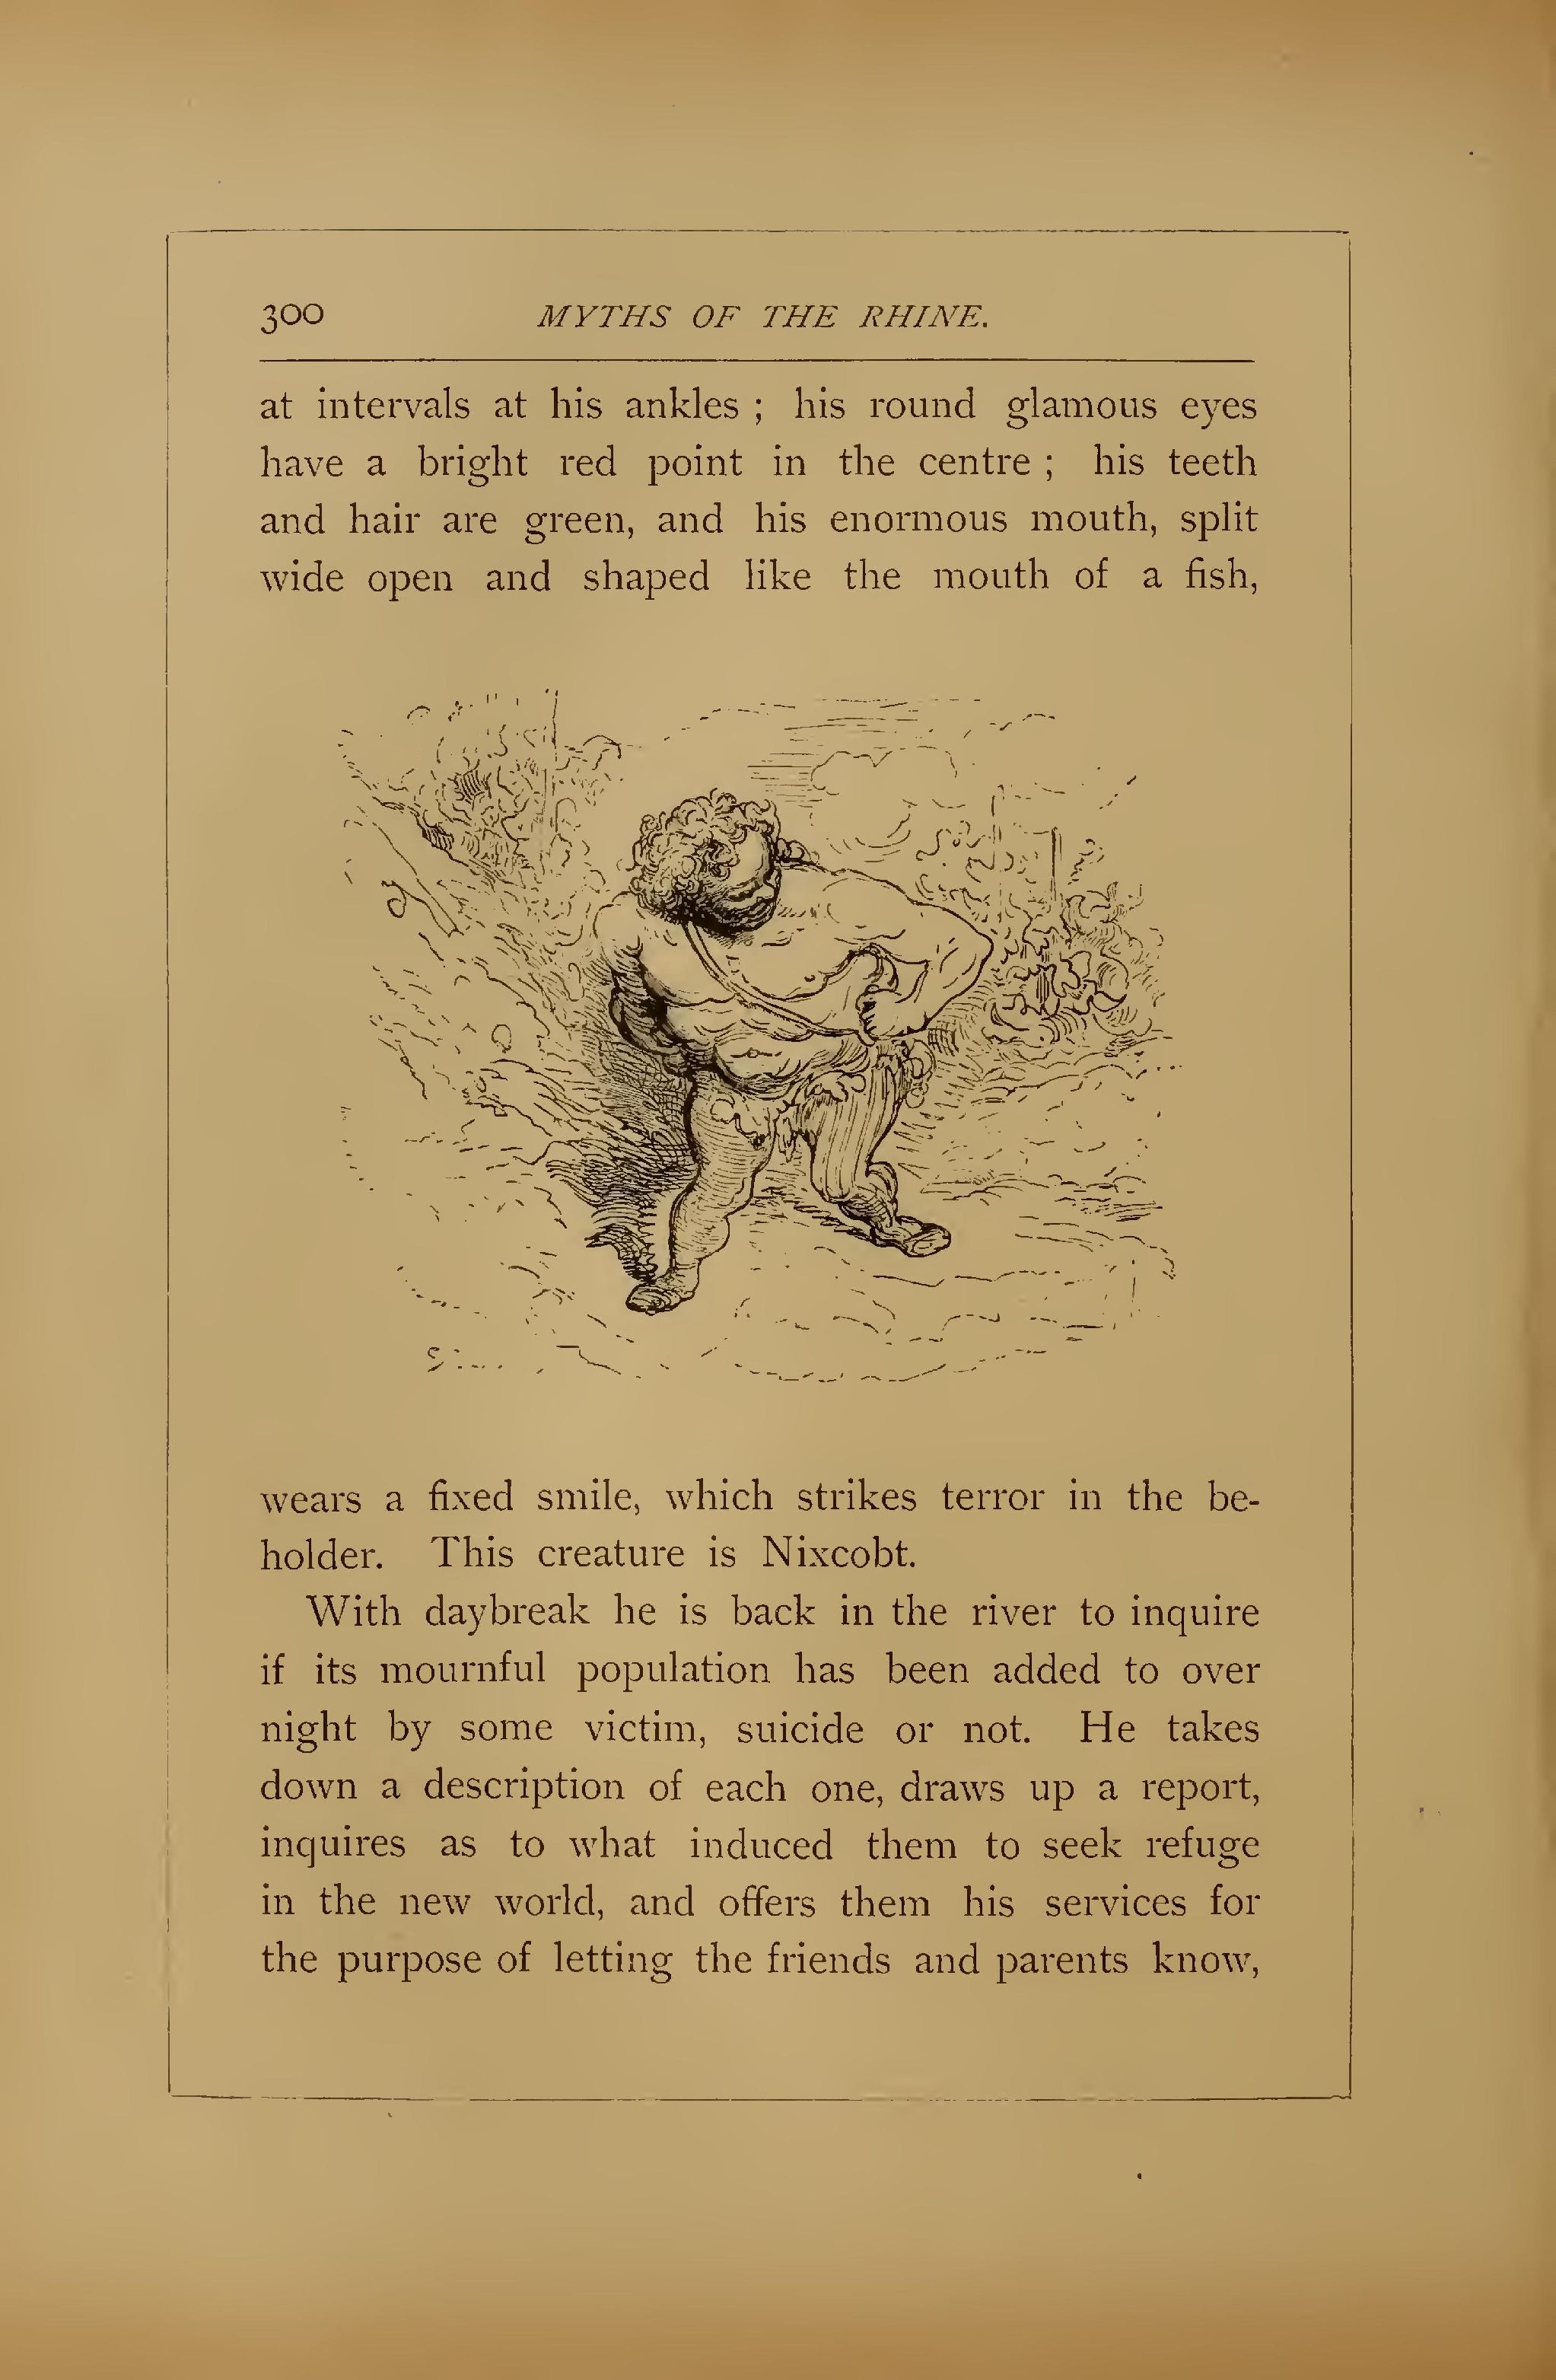 300 MYTHS OF THE RHINE.
at intervals at his ankles ; his round glamous eyes
have a bright red point in the centre ; his teeth
and hair are green, and his enormous mouth, split
wide open and shaped like the mouth of a fish,
wears a fixed smile, which strikes terror in the be-
holder. This creature is Nixcobt.
With daybreak he is back in the river to inquire
if its mournful population has been added to over
night by some victim, suicide or not. He takes
down a description of each one, draws up a report,
inquires as to what induced them to seek refuge
in the new world, and offers them his services for
the purpose of letting the friends and parents know,